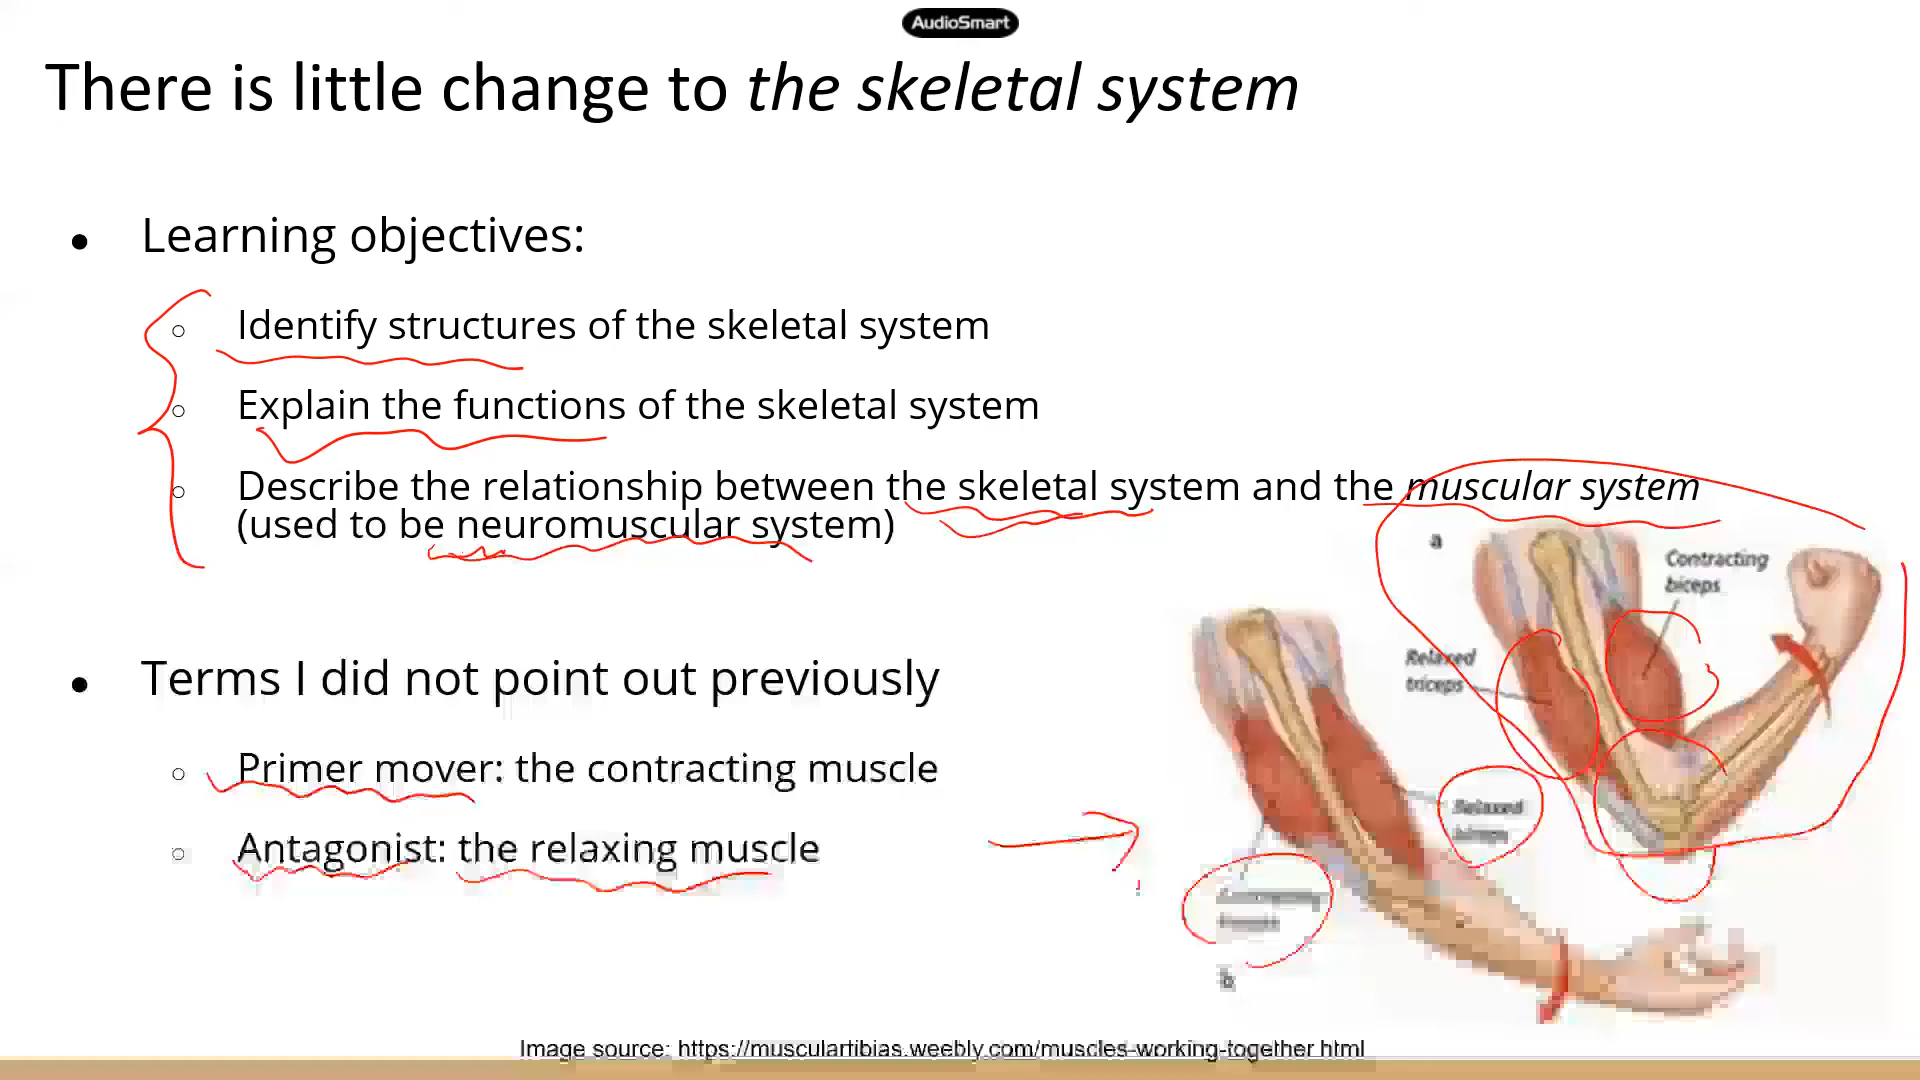 AudioSmart
There is little change to the skeletal system
● Learning objectives:
○ Identify structures of the skeletal system
○ Explain the functions of the skeletal system
○ Describe the relationship between the skeletal system and the muscular system
(used to be neuromuscular system)
● Terms I did not point out previously
○ Primer mover: the contracting muscle
○ Antagonist: the relaxing muscle
a
Contracting
biceps
Relaxed
triceps
Relaxed
biceps
Contracting
triceps
b
Image source: https://musculartibias.weebly.com/muscles-working-together.html